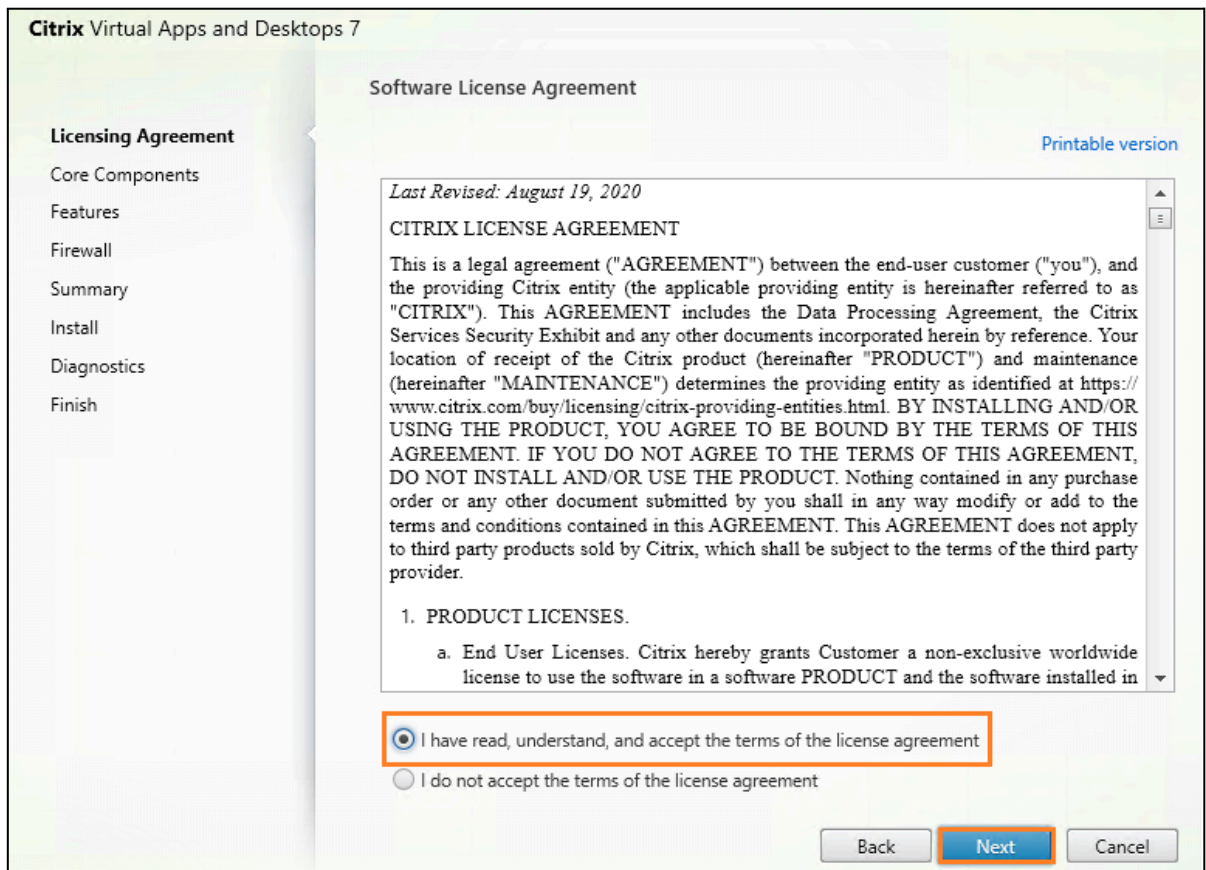 Citrix Virtual Apps and Desktops 7
Licensing Agreement
Core Components
Features
Firewall
Summary
Install
Diagnostics
Finish
Software License Agreement
Printable version
Last Revised: August 19, 2020
CITRIX LICENSE AGREEMENT
This is a legal agreement ("AGREEMENT") between the end-user customer ("you"), and
the providing Citrix entity (the applicable providing entity is hereinafter referred to as
"CITRIX"). This AGREEMENT includes the Data Processing Agreement, the Citrix
Services Security Exhibit and any other documents incorporated herein by reference. Your
location of receipt of the Citrix product (hereinafter "PRODUCT") and maintenance
(hereinafter "MAINTENANCE") determines the providing entity as identified at https://
www.citrix.com/buy/licensing/citrix-providing-entities.html. BY INSTALLING AND/OR
USING THE PRODUCT, YOU AGREE TO BE BOUND BY THE TERMS OF THIS
AGREEMENT. IF YOU DO NOT AGREE TO THE TERMS OF THIS AGREEMENT,
DO NOT INSTALL AND/OR USE THE PRODUCT. Nothing contained in any purchase
order or any other document submitted by you shall in any way modify or add to the
terms and conditions contained in this AGREEMENT. This AGREEMENT does not apply
to third party products sold by Citrix, which shall be subject to the terms of the third party
provider.
1. PRODUCT LICENSES.
a. End User Licenses. Citrix hereby grants Customer a non-exclusive worldwide
license to use the software in a software PRODUCT and the software installed in
I have read, understand, and accept the terms of the license agreement
I do not accept the terms of the license agreement
Back Next Cancel